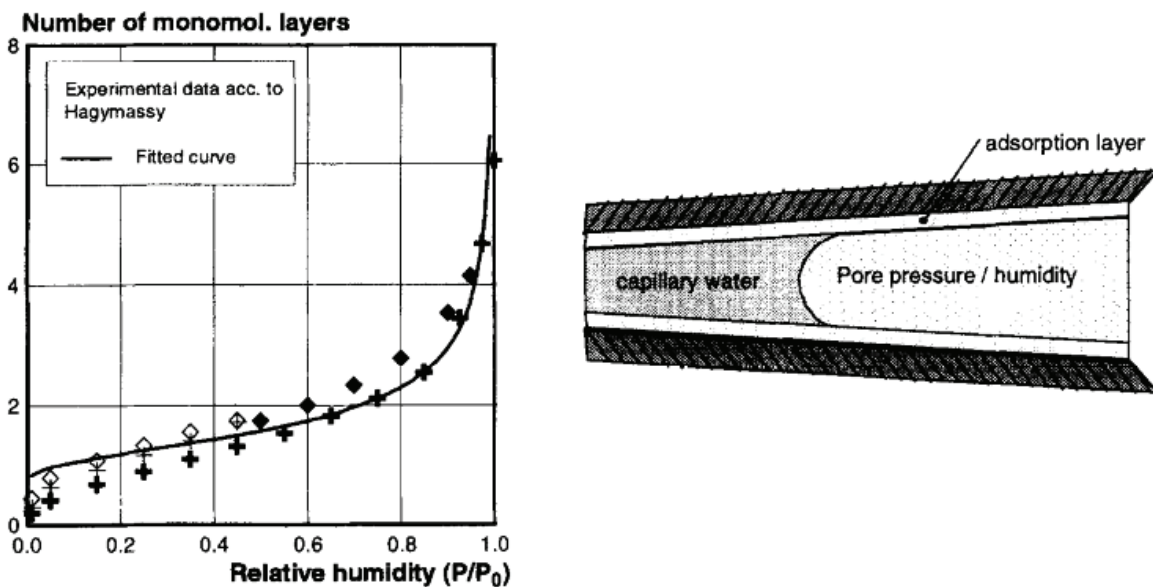 Number of monomol. layers
8
Experimental data acc. to
Hagymassy
Fitted curve
6
4
2
0
0.0 0.2 0.4 0.6 0.8 1.0
Relative humidity (P/P₀)
adsorption layer
capillary water
Pore pressure / humidity